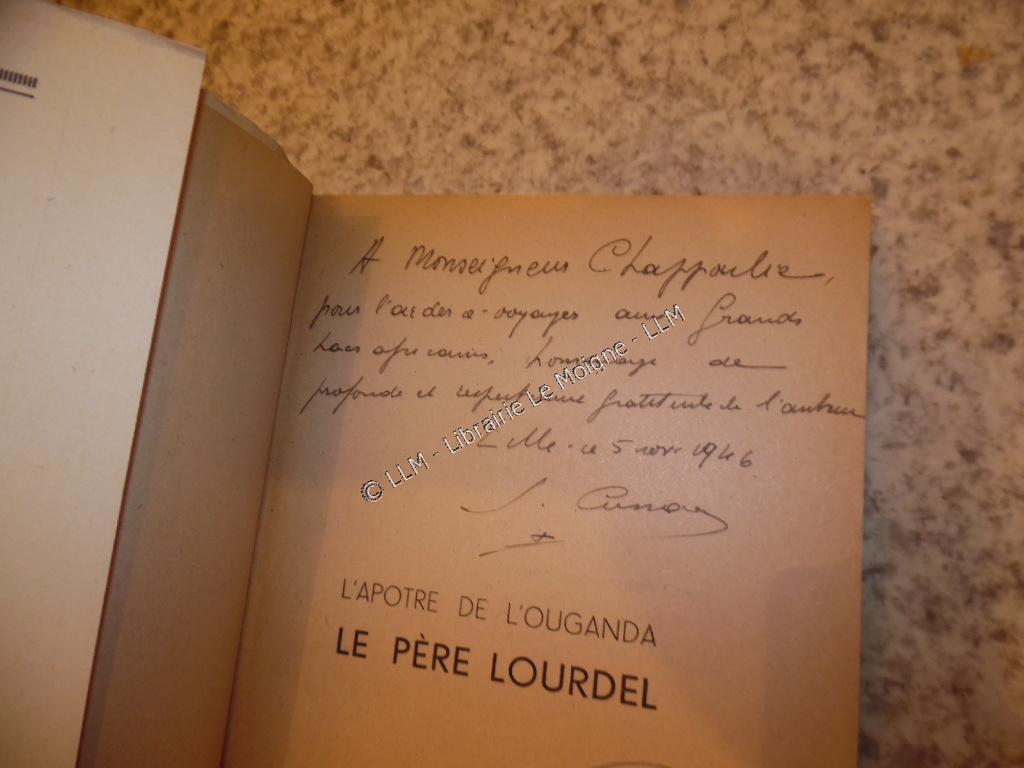 A Monseigneur Chappoulie,
pour l'aider à voyager aux Grands
Lacs africains, hommage de
profonde et respectueuse gratitude de l'auteur
Lille - ce 5 nov. 1946
© LLM - Librairie Le Moigne - LLM
L'APOTRE DE L'OUGANDA
LE PÈRE LOURDEL